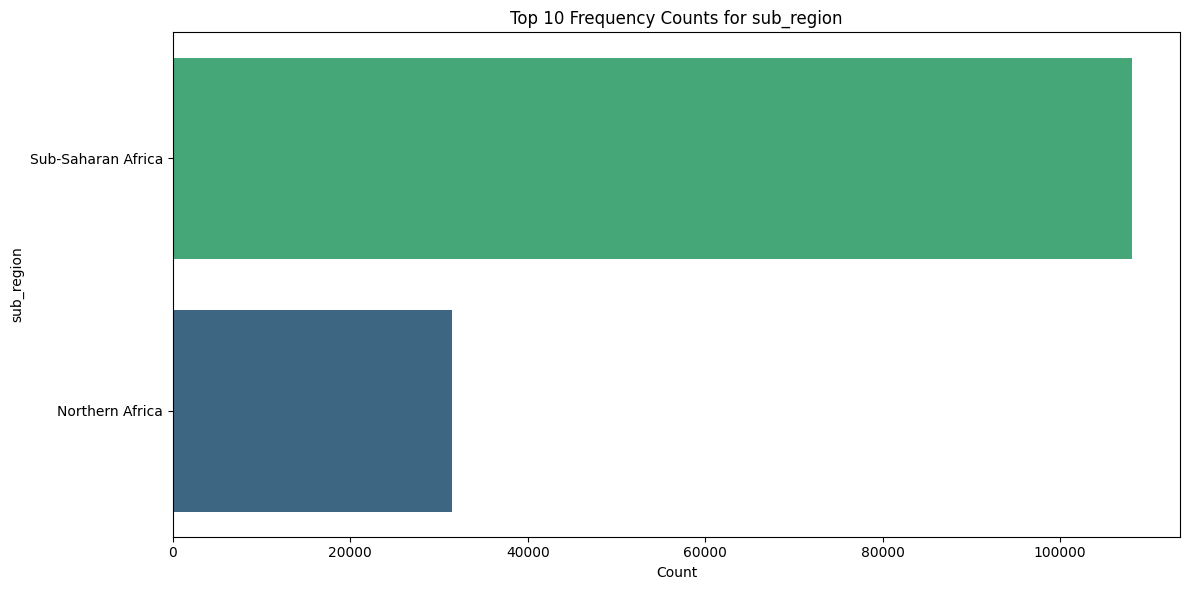 Top 10 Frequency Counts for sub_region
Sub-Saharan Africa
Northern Africa
sub_region
0 20000 40000 60000 80000 100000
Count